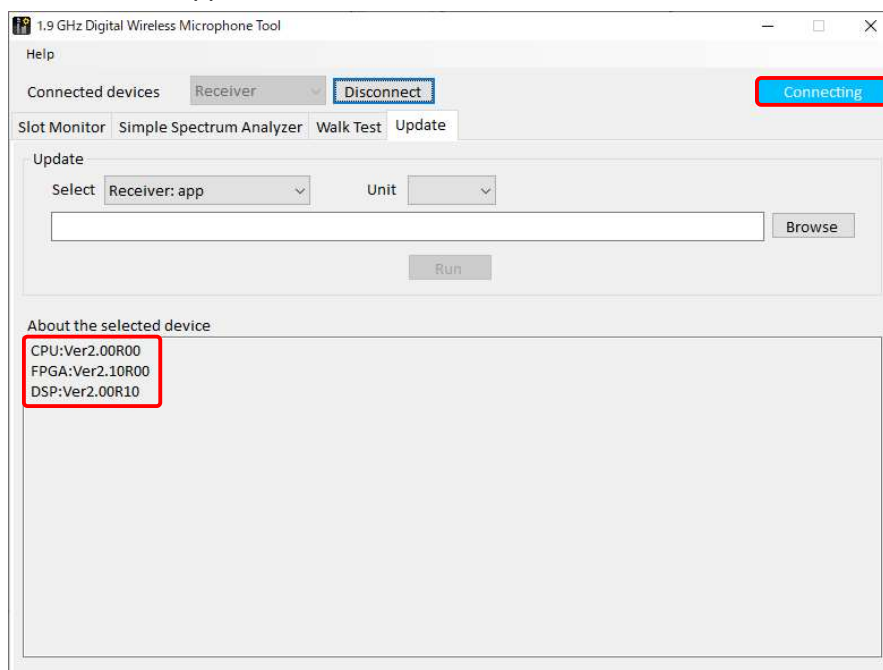 1.9 GHz Digital Wireless Microphone Tool
Help
Connected devices Receiver Disconnect Connecting
Slot Monitor Simple Spectrum Analyzer Walk Test Update
Update
Select Receiver: app Unit
Browse
Run
About the selected device
CPU:Ver2.00R00
FPGA:Ver2.10R00
DSP:Ver2.00R10